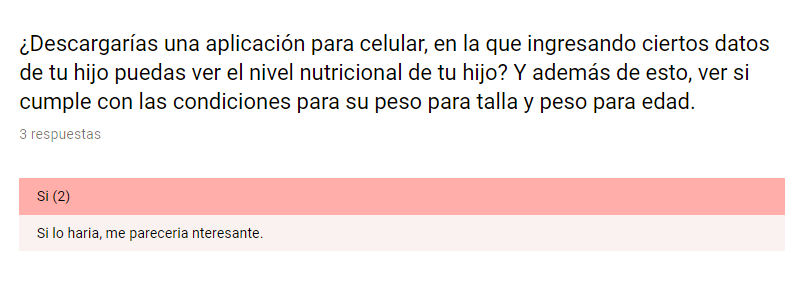 ¿Descargarías una aplicación para celular, en la que ingresando ciertos datos
de tu hijo puedas ver el nivel nutricional de tu hijo? Y además de esto, ver si
cumple con las condiciones para su peso para talla y peso para edad.
3 respuestas
Si (2)
Si lo haria, me pareceria nteresante.